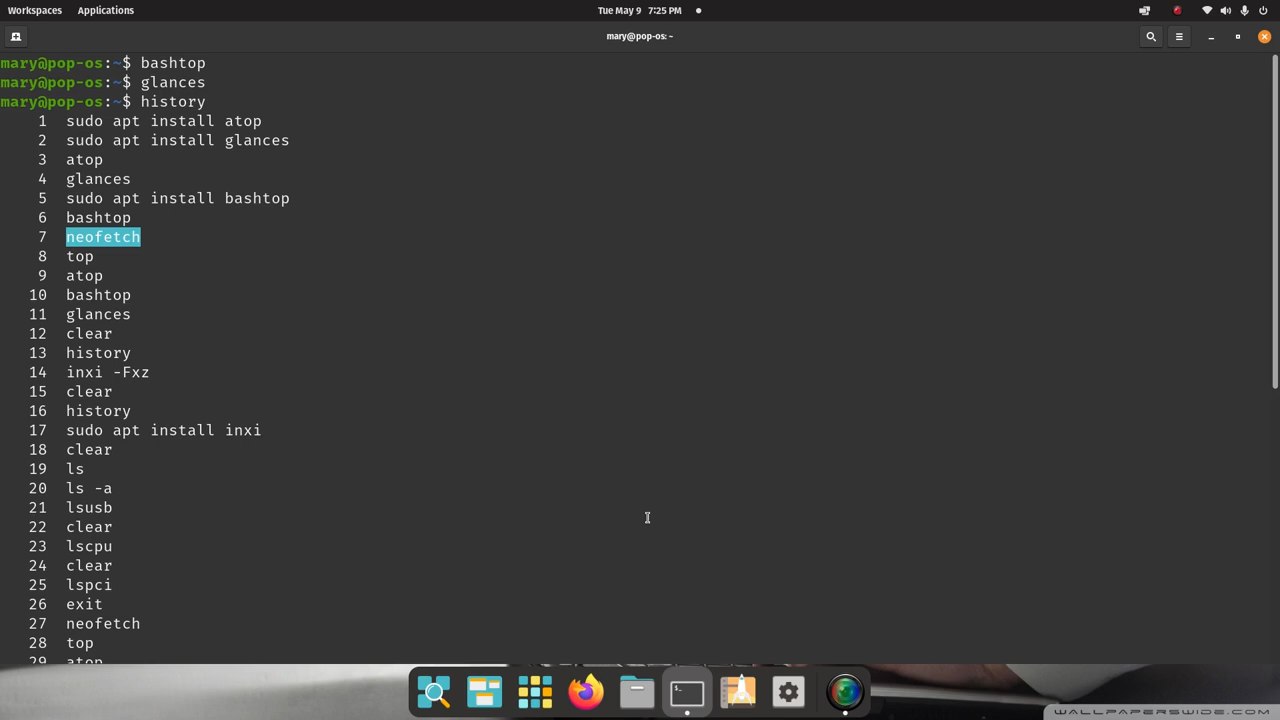 Workspaces Applications Tue May 9 7:25 PM
mary@pop-os: ~
mary@pop-os:~$ bashtop
mary@pop-os:~$ glances
mary@pop-os:~$ history
1 sudo apt install atop
2 sudo apt install glances
3 atop
4 glances
5 sudo apt install bashtop
6 bashtop
7 neofetch
8 top
9 atop
10 bashtop
11 glances
12 clear
13 history
14 inxi -Fxz
15 clear
16 history
17 sudo apt install inxi
18 clear
19 ls
20 ls -a
21 lsusb
22 clear
23 lscpu
24 clear
25 lspci
26 exit
27 neofetch
28 top
29 atop
$_
WALLPAPERSWIDE.COM